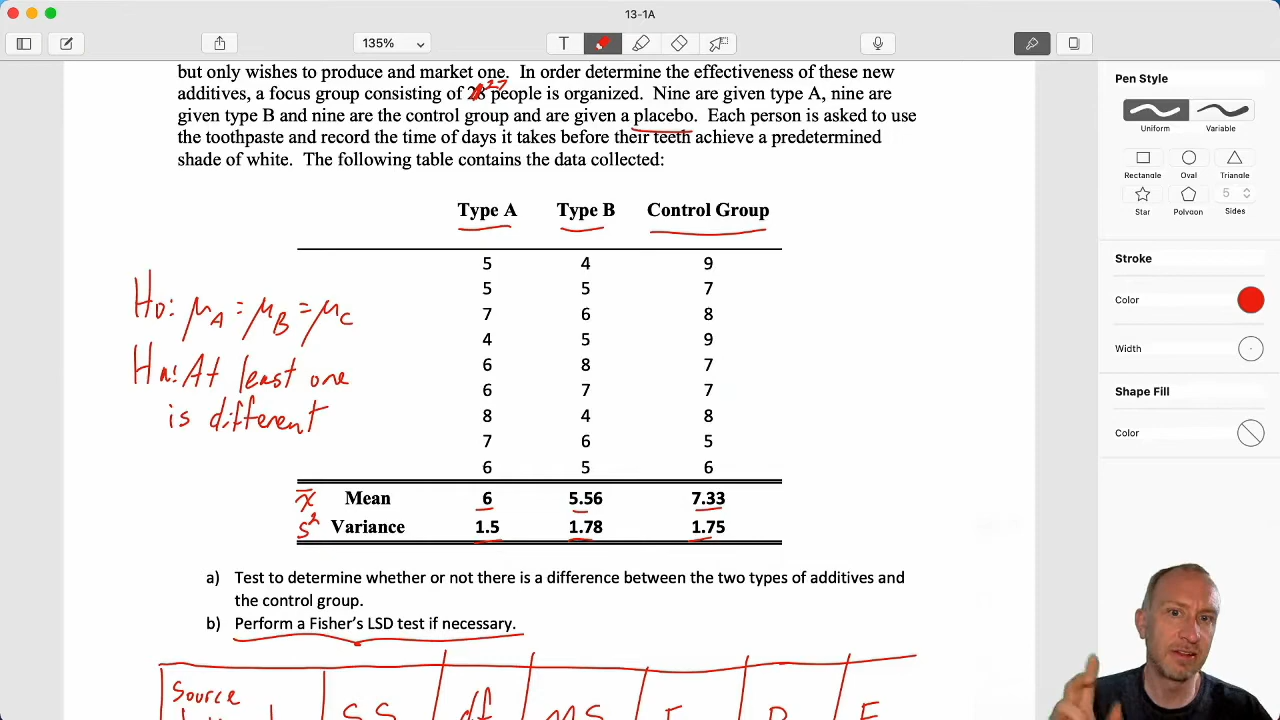 13-1A
135%
T
but only wishes to produce and market one. In order determine the effectiveness of these new
additives, a focus group consisting of 28 27 people is organized. Nine are given type A, nine are
given type B and nine are the control group and are given a placebo. Each person is asked to use
the toothpaste and record the time of days it takes before their teeth achieve a predetermined
shade of white. The following table contains the data collected:
Type A Type B Control Group
5 4 9
5 5 7
7 6 8
4 5 9
6 8 7
6 7 7
8 4 8
7 6 5
6 5 6
x̄ Mean 6 5.56 7.33
s² Variance 1.5 1.78 1.75
H0: μA = μB = μC
Ha: At least one
is different
a) Test to determine whether or not there is a difference between the two types of additives and
the control group.
b) Perform a Fisher's LSD test if necessary.
Source
SS df MS F P F
Pen Style
Uniform Variable
Rectangle Oval Triangle
5
Star Polygon Sides
Stroke
Color
Width
Shape Fill
Color